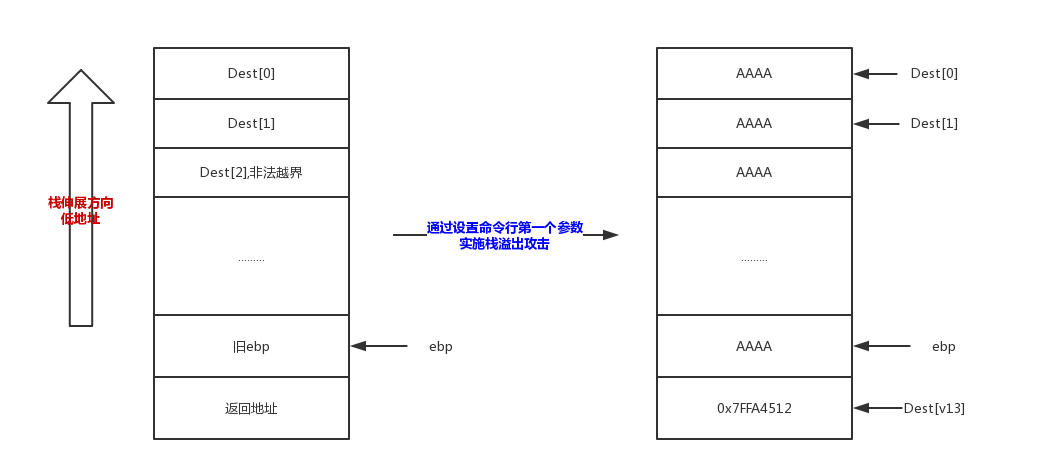 栈伸展方向
低地址
Dest[0]
Dest[1]
Dest[2],非法越界
.........
旧ebp
ebp
返回地址
通过设置命令行第一个参数
实施栈溢出攻击
AAAA
Dest[0]
AAAA
Dest[1]
AAAA
.........
AAAA
ebp
0x7FFA4512
Dest[v13]